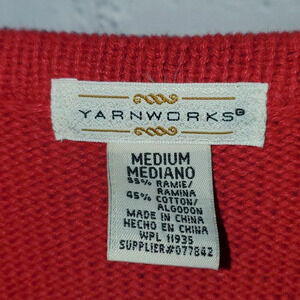 YARNWORKS©
MEDIUM
MEDIANO
55% RAMIE/
RAMINA
45% COTTON/
ALGODON
MADE IN CHINA
HECHO EN CHINA
WPL 11935
SUPPLIER#077842